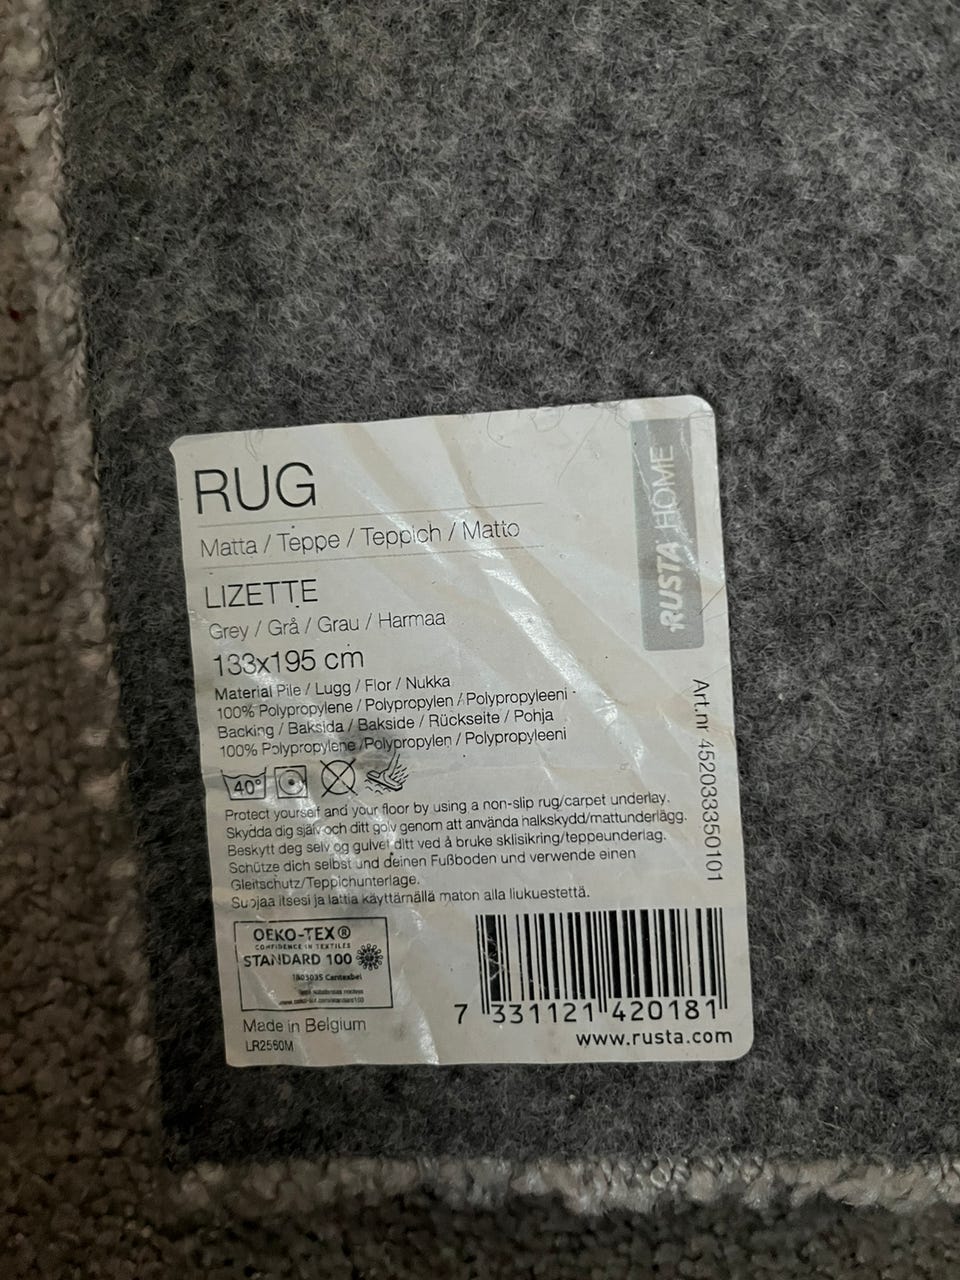 RUG
Matta / Teppe / Teppich / Matto
LIZETTE
Grey / Grå / Grau / Harmaa
133x195 cm
Material Pile / Lugg / Flor / Nukka
100% Polypropylene / Polypropylen / Polypropyleeni
Backing / Baksida / Bakside / Rückseite / Pohja
100% Polypropylene / Polypropylen / Polypropyleeni
40°
Protect yourself and your floor by using a non-slip rug/carpet underlay.
Skydda dig själv och ditt golv genom att använda halkskydd/mattunderlägg.
Beskytt deg selv og gulvet ditt ved å bruke sklisikring/teppeunderlag.
Schütze dich selbst und deinen Fußboden und verwende einen
Gleitschutz/Teppichunterlage.
Suojaa itsesi ja lattia käyttämällä maton alla liukuestettä.
OEKO-TEX®
CONFIDENCE IN TEXTILES
STANDARD 100
1803035 Centexbel
Made in Belgium
LR2560M
RUSTA HOME
Art.nr 452033350101
7 331121 420181
www.rusta.com